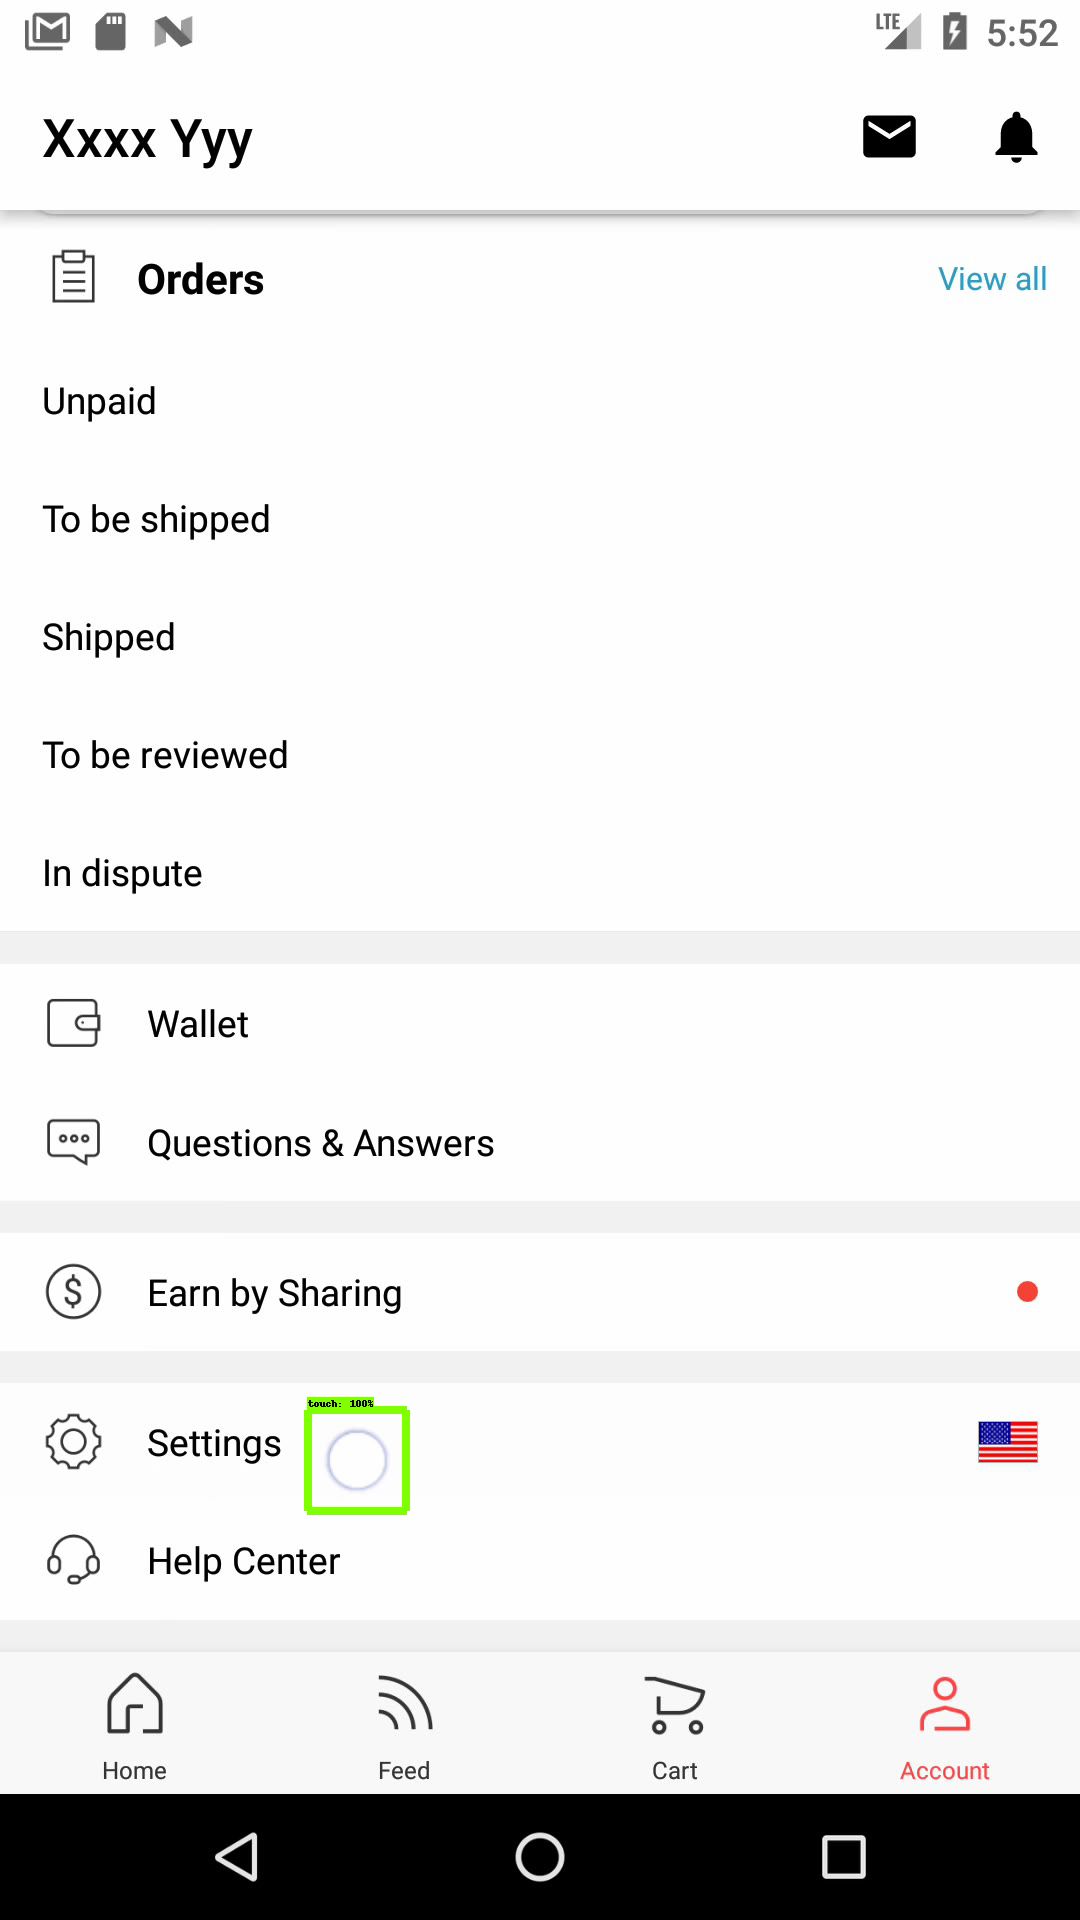 LTE 5:52
Xxxx Yyy
Orders View all
Unpaid
To be shipped
Shipped
To be reviewed
In dispute
Wallet
Questions & Answers
Earn by Sharing
touch: 100%
Settings
Help Center
Home Feed Cart Account